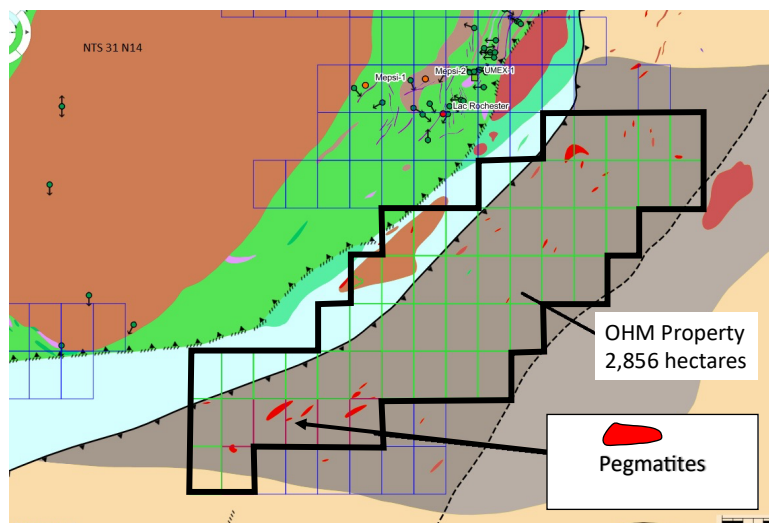 NTS 31 N14
Mepsi-1
Mepsi-2
UMEX-1
Lac Rochester
OHM Property
2,856 hectares
Pegmatites